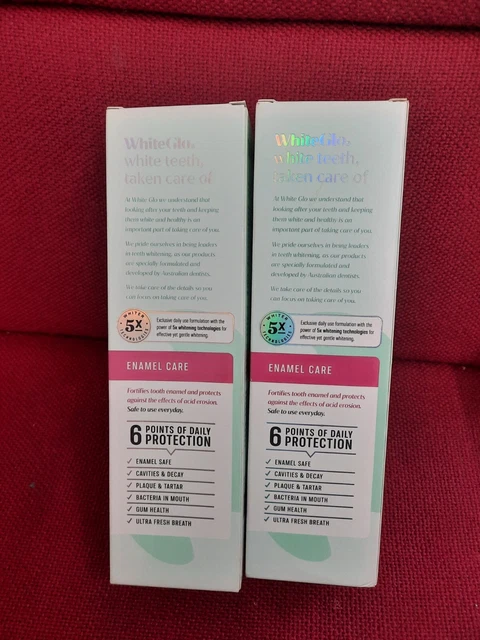 WhiteGlo.
white teeth,
taken care of
At White Glo we understand that
looking after your teeth and keeping
them white and healthy is an
important part of taking care of you.
We pride ourselves in being leaders
in teeth whitening, as our products
are specially formulated and
developed by Australian dentists.
We take care of the details so you
can focus on taking care of you.
WHITER
5X
TECHNOLOGIES
Exclusive daily use formulation with the
power of 5x whitening technologies for
effective yet gentle whitening.
ENAMEL CARE
Fortifies tooth enamel and protects
against the effects of acid erosion.
Safe to use everyday.
6 POINTS OF DAILY
PROTECTION
✓ ENAMEL SAFE
✓ CAVITIES & DECAY
✓ PLAQUE & TARTAR
✓ BACTERIA IN MOUTH
✓ GUM HEALTH
✓ ULTRA FRESH BREATH
WhiteGlo.
white teeth,
taken care of
At White Glo we understand that
looking after your teeth and keeping
them white and healthy is an
important part of taking care of you.
We pride ourselves in being leaders
in teeth whitening, as our products
are specially formulated and
developed by Australian dentists.
We take care of the details so you
can focus on taking care of you.
WHITER
5X
TECHNOLOGIES
Exclusive daily use formulation with the
power of 5x whitening technologies for
effective yet gentle whitening.
ENAMEL CARE
Fortifies tooth enamel and protects
against the effects of acid erosion.
Safe to use everyday.
6 POINTS OF DAILY
PROTECTION
✓ ENAMEL SAFE
✓ CAVITIES & DECAY
✓ PLAQUE & TARTAR
✓ BACTERIA IN MOUTH
✓ GUM HEALTH
✓ ULTRA FRESH BREATH